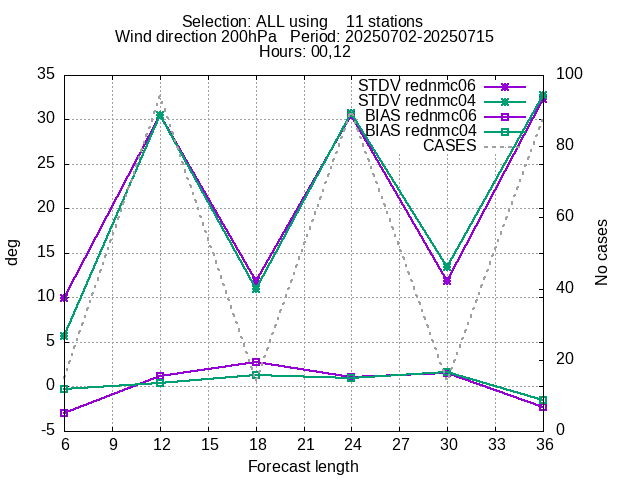 Selection: ALL using    11 stations
Wind direction 200hPa   Period: 20250702-20250715
Hours: 00,12
35
30
25
20
15
10
5
0
-5
deg
STDV rednmc06
STDV rednmc04
BIAS rednmc06
BIAS rednmc04
CASES
100
80
60
40
20
0
No cases
6 9 12 15 18 21 24 27 30 33 36
Forecast length